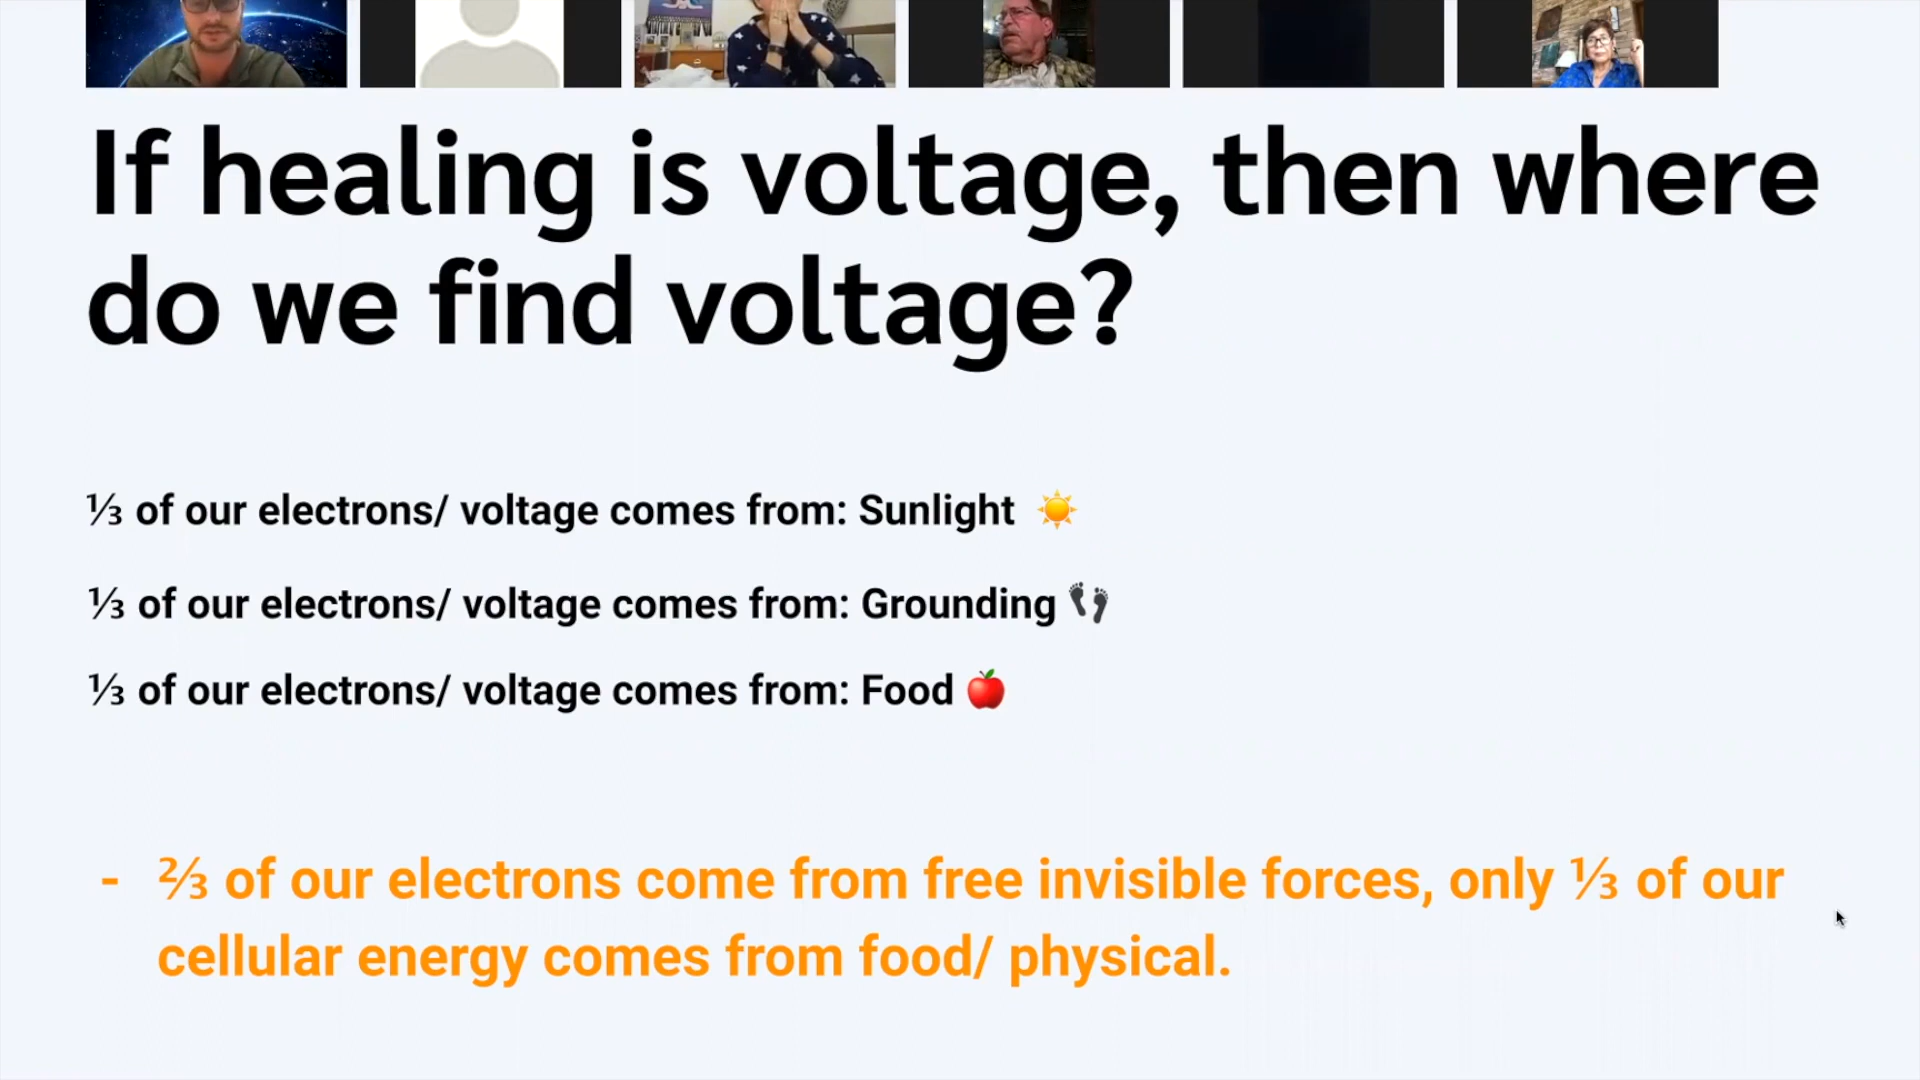 If healing is voltage, then where
do we find voltage?
⅓ of our electrons/ voltage comes from: Sunlight ☀️
⅓ of our electrons/ voltage comes from: Grounding 👣
⅓ of our electrons/ voltage comes from: Food 🍎
- ⅔ of our electrons come from free invisible forces, only ⅓ of our
cellular energy comes from food/ physical.